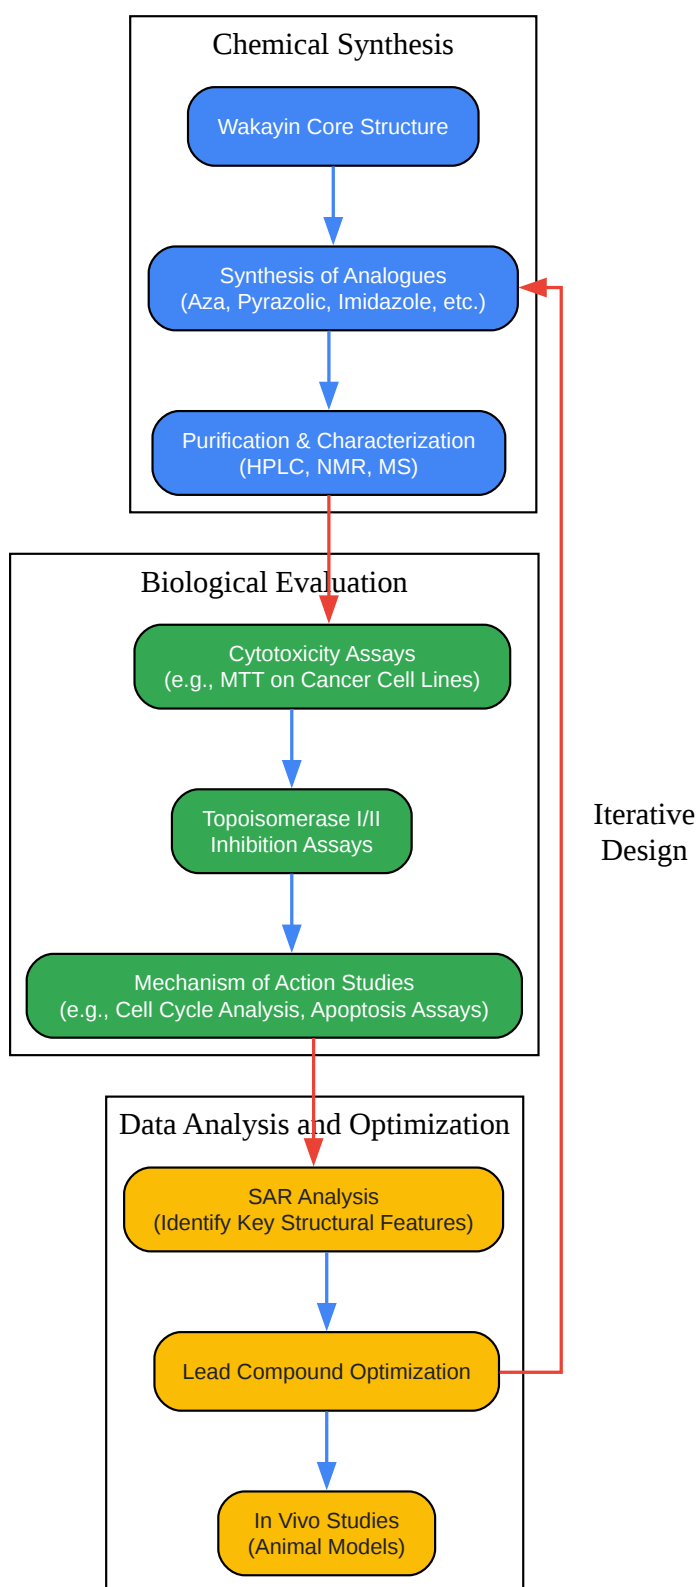 Chemical Synthesis
Wakayin Core Structure
Synthesis of Analogues
(Aza, Pyrazolic, Imidazole, etc.)
Purification & Characterization
(HPLC, NMR, MS)
Biological Evaluation
Cytotoxicity Assays
(e.g., MTT on Cancer Cell Lines)
Topoisomerase I/II
Inhibition Assays
Mechanism of Action Studies
(e.g., Cell Cycle Analysis, Apoptosis Assays)
Iterative
Design
Data Analysis and Optimization
SAR Analysis
(Identify Key Structural Features)
Lead Compound Optimization
In Vivo Studies
(Animal Models)